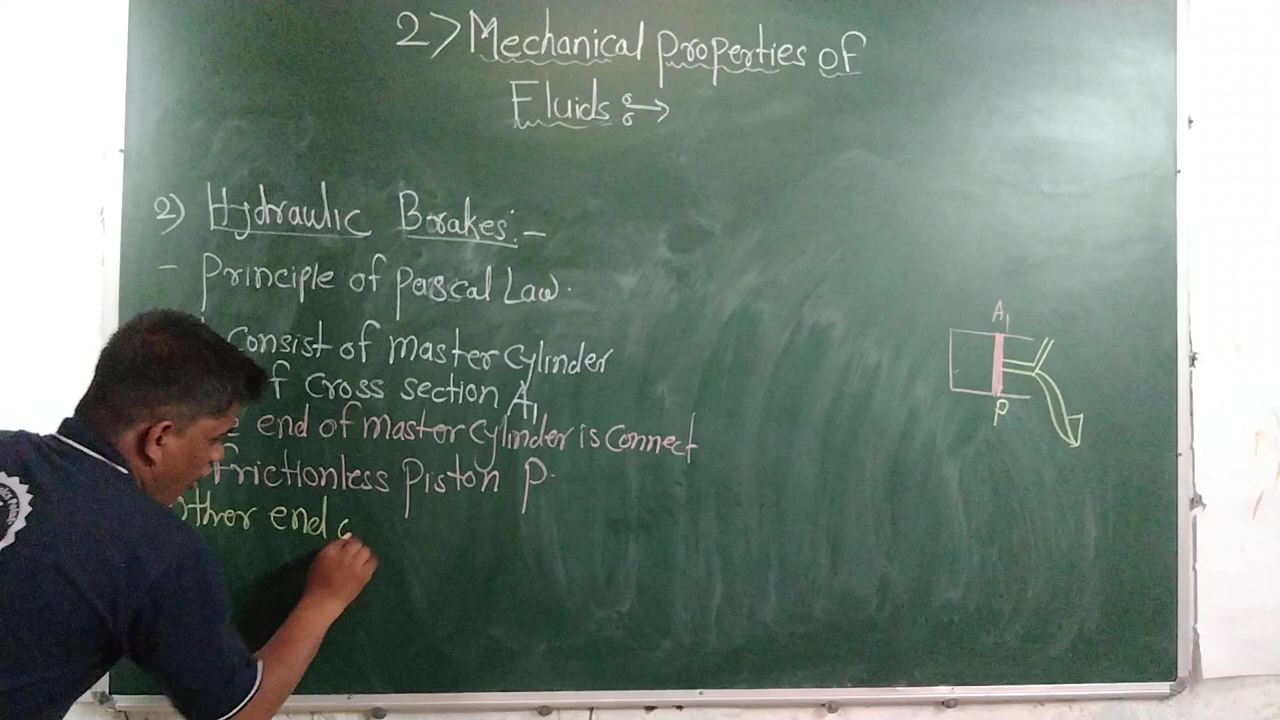 2> Mechanical properties of
Fluids :→
2) Hydraulic Brakes:-
- Principle of pascal Law.
consist of master cylinder
of cross section A1
end of master cylinder is connect
frictionless piston p.
other end
A1
P